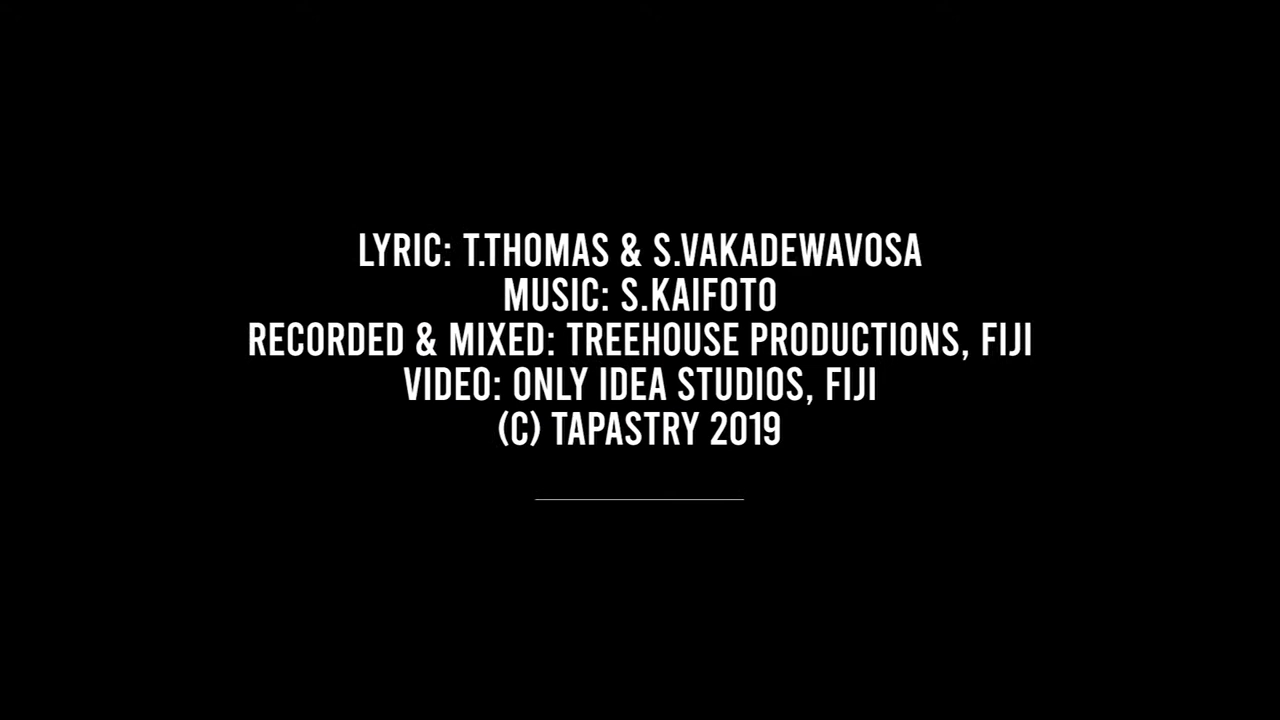 LYRIC: T.THOMAS & S.VAKADEWAVOSA
MUSIC: S.KAIFOTO
RECORDED & MIXED: TREEHOUSE PRODUCTIONS, FIJI
VIDEO: ONLY IDEA STUDIOS, FIJI
(C) TAPASTRY 2019